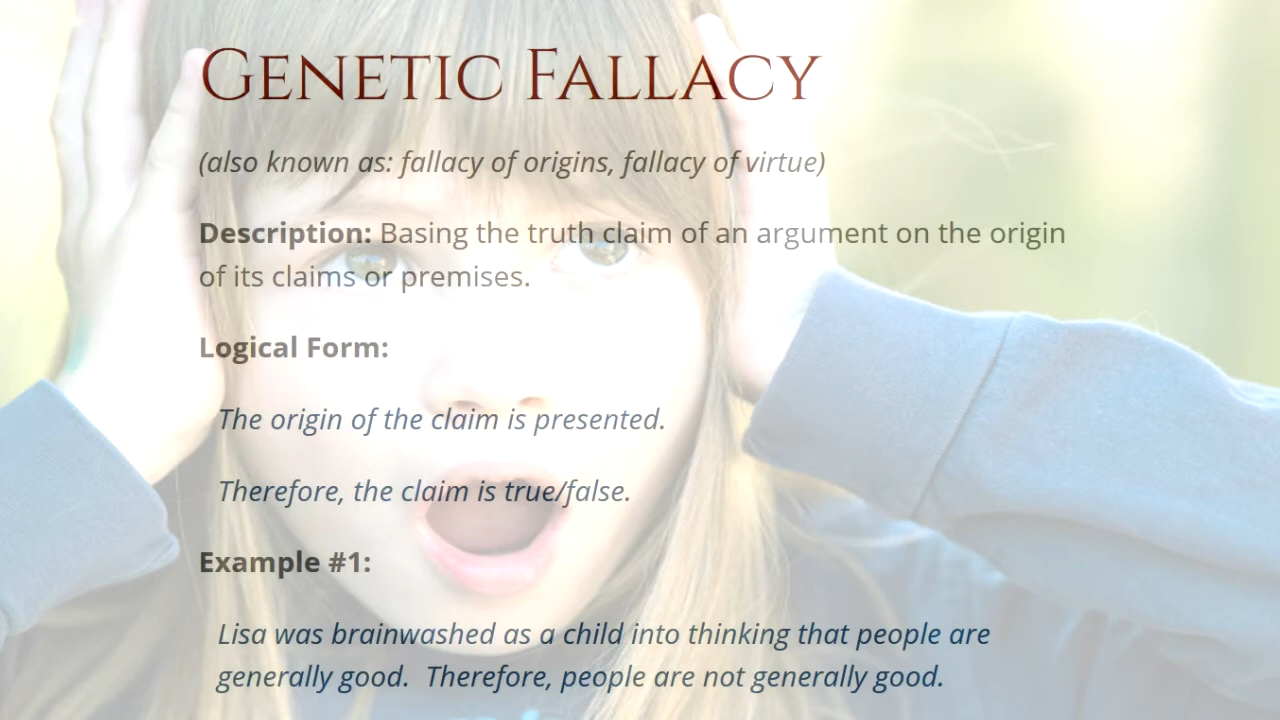 Genetic Fallacy
(also known as: fallacy of origins, fallacy of virtue)
Description: Basing the truth claim of an argument on the origin
of its claims or premises.
Logical Form:
The origin of the claim is presented.
Therefore, the claim is true/false.
Example #1:
Lisa was brainwashed as a child into thinking that people are
generally good.  Therefore, people are not generally good.